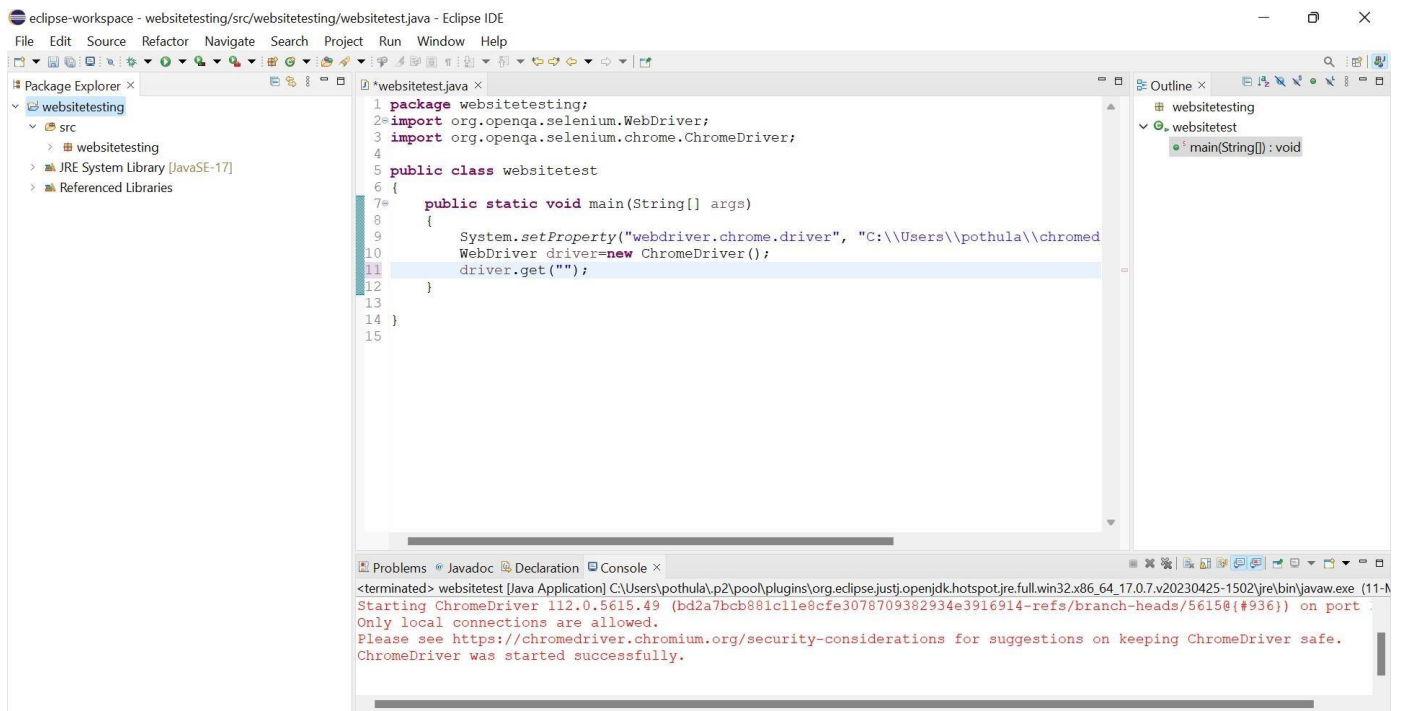 eclipse-workspace - websitetesting/src/websitetesting/websitetest.java - Eclipse IDE
File Edit Source Refactor Navigate Search Project Run Window Help
Package Explorer
websitetesting
src
websitetesting
JRE System Library [JavaSE-17]
Referenced Libraries
*websitetest.java
1 package websitetesting;
2 import org.openqa.selenium.WebDriver;
3 import org.openqa.selenium.chrome.ChromeDriver;
4
5 public class websitetest
6 {
7 public static void main(String[] args)
8 {
9 System.setProperty("webdriver.chrome.driver", "C:\\Users\\pothula\\chromed
10 WebDriver driver=new ChromeDriver();
11 driver.get("");
12 }
13
14 }
15
Outline
websitetesting
websitetest
main(String[]) : void
Problems Javadoc Declaration Console
<terminated> websitetest [Java Application] C:\Users\pothula\.p2\pool\plugins\org.eclipse.justj.openjdk.hotspot.jre.full.win32.x86_64_17.0.7.v20230425-1502\jre\bin\javaw.exe (11-M
Starting ChromeDriver 112.0.5615.49 (bd2a7bcb881c11e8cfe3078709382934e3916914-refs/branch-heads/5615@{#936}) on port
Only local connections are allowed.
Please see https://chromedriver.chromium.org/security-considerations for suggestions on keeping ChromeDriver safe.
ChromeDriver was started successfully.